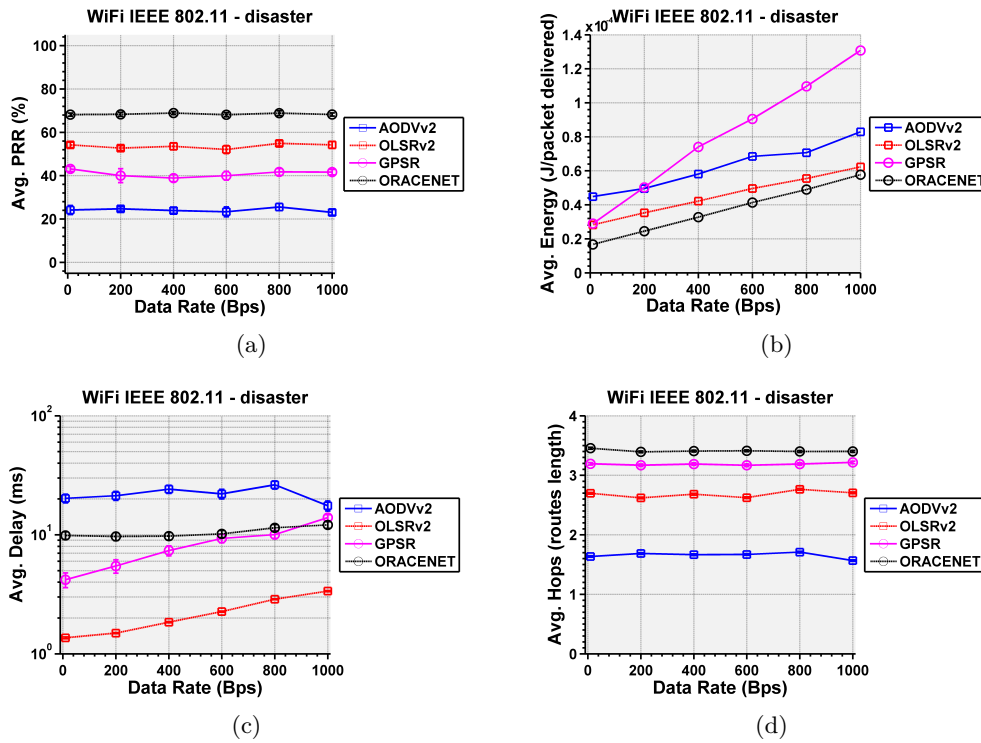 WiFi IEEE 802.11 - disaster
Avg. PRR (%)
100
80
60
40
20
0
0 200 400 600 800 1000
Data Rate (Bps)
AODVv2
OLSRv2
GPSR
ORACENET
(a)
WiFi IEEE 802.11 - disaster
x 10⁻⁴
Avg. Energy (J/packet delivered)
1.4
1.2
1
0.8
0.6
0.4
0.2
0
0 200 400 600 800 1000
Data Rate (Bps)
AODVv2
OLSRv2
GPSR
ORACENET
(b)
WiFi IEEE 802.11 - disaster
Avg. Delay (ms)
10²
10¹
10⁰
0 200 400 600 800 1000
Data Rate (Bps)
AODVv2
OLSRv2
GPSR
ORACENET
(c)
WiFi IEEE 802.11 - disaster
Avg. Hops (routes length)
4
3
2
1
0
0 200 400 600 800 1000
Data Rate (Bps)
AODVv2
OLSRv2
GPSR
ORACENET
(d)